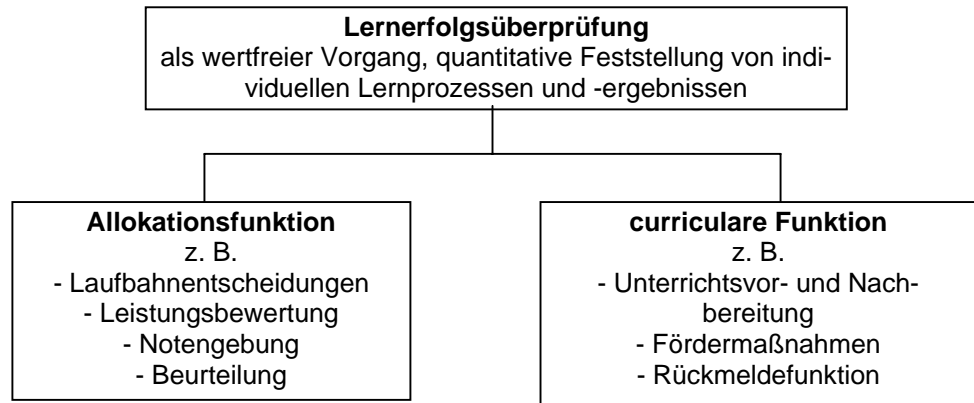 Lernerfolgsüberprüfung
als wertfreier Vorgang, quantitative Feststellung von indi-
viduellen Lernprozessen und -ergebnissen
Allokationsfunktion
z. B.
- Laufbahnentscheidungen
- Leistungsbewertung
- Notengebung
- Beurteilung
curriculare Funktion
z. B.
- Unterrichtsvor- und Nach-
bereitung
- Fördermaßnahmen
- Rückmeldefunktion